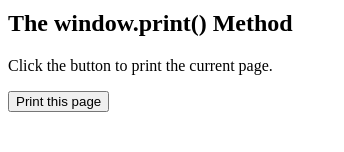 The window.print() Method
Click the button to print the current page.
Print this page